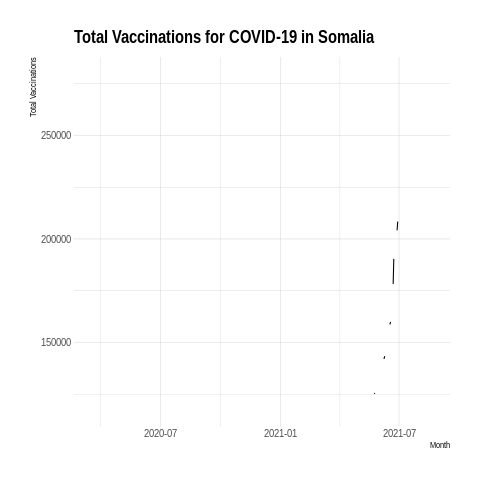 Total Vaccinations for COVID-19 in Somalia
Total Vaccinations
250000
200000
150000
2020-07 2021-01 2021-07
Month